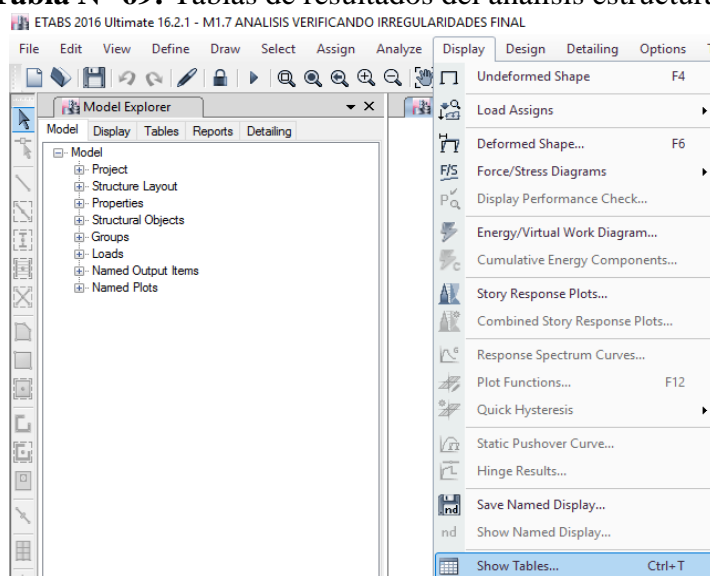 Tabla N° 69: Tablas de resultados del análisis estructura
ETABS 2016 Ultimate 16.2.1 - M1.7 ANALISIS VERIFICANDO IRREGULARIDADES FINAL
File Edit View Define Draw Select Assign Analyze Display Design Detailing Options
Model Explorer
Model Display Tables Reports Detailing
Model
Project
Structure Layout
Properties
Structural Objects
Groups
Loads
Named Output Items
Named Plots
Undeformed Shape F4
Load Assigns
Deformed Shape... F6
F/S Force/Stress Diagrams
Display Performance Check...
Energy/Virtual Work Diagram...
Cumulative Energy Components...
Story Response Plots...
Combined Story Response Plots...
Response Spectrum Curves...
Plot Functions... F12
Quick Hysteresis
Static Pushover Curve...
Hinge Results...
nd Save Named Display...
nd Show Named Display...
Show Tables... Ctrl+T